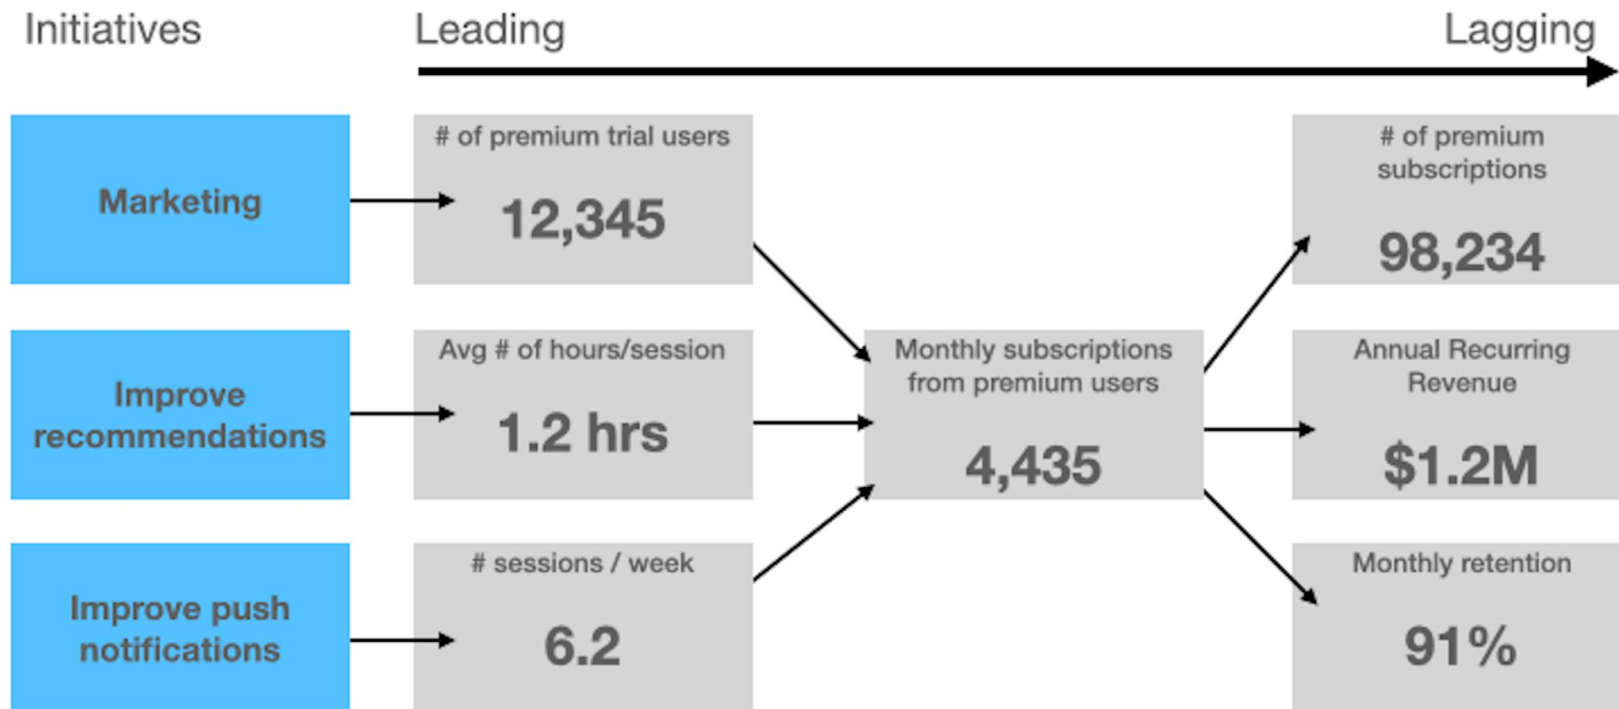 Initiatives
Leading
Lagging
Marketing
# of premium trial users
12,345
# of premium
subscriptions
98,234
Improve
recommendations
Avg # of hours/session
1.2 hrs
Monthly subscriptions
from premium users
4,435
Annual Recurring
Revenue
$1.2M
Improve push
notifications
# sessions / week
6.2
Monthly retention
91%